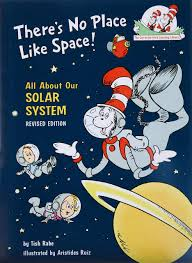 There's No Place
Like Space!
All About Our
SOLAR
SYSTEM
REVISED EDITION
by Tish Rabe
illustrated by Aristides Ruiz